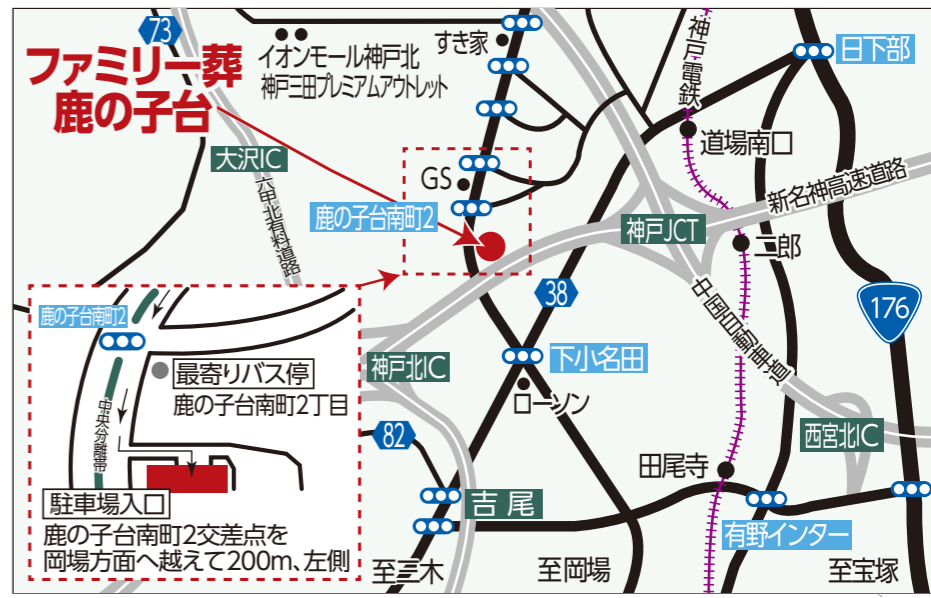 73
イオンモール神戸北
神戸三田プレミアムアウトレット
すき家
神戸電鉄
日下部
ファミリー葬
鹿の子台
大沢IC
六甲北有料道路
GS
鹿の子台南町2
道場南口
新名神高速道路
神戸JCT
二郎
中国自動車道
38
176
鹿の子台南町2
最寄りバス停
鹿の子台南町2丁目
中央分離帯
駐車場入口
鹿の子台南町2交差点を
岡場方面へ越えて200m、左側
神戸北IC
下小名田
ローソン
82
西宮北IC
田尾寺
吉尾
有野インター
至三木
至岡場
至宝塚